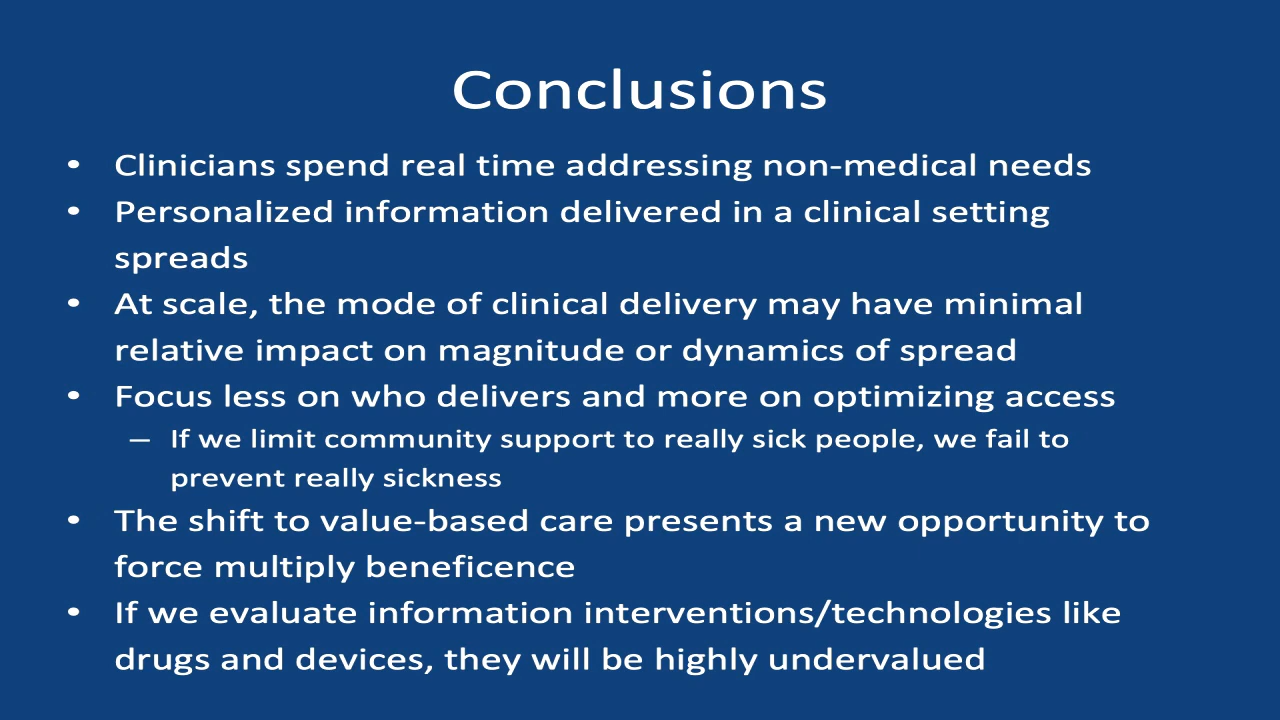 Conclusions
• Clinicians spend real time addressing non-medical needs
• Personalized information delivered in a clinical setting
spreads
• At scale, the mode of clinical delivery may have minimal
relative impact on magnitude or dynamics of spread
• Focus less on who delivers and more on optimizing access
– If we limit community support to really sick people, we fail to
prevent really sickness
• The shift to value-based care presents a new opportunity to
force multiply beneficence
• If we evaluate information interventions/technologies like
drugs and devices, they will be highly undervalued